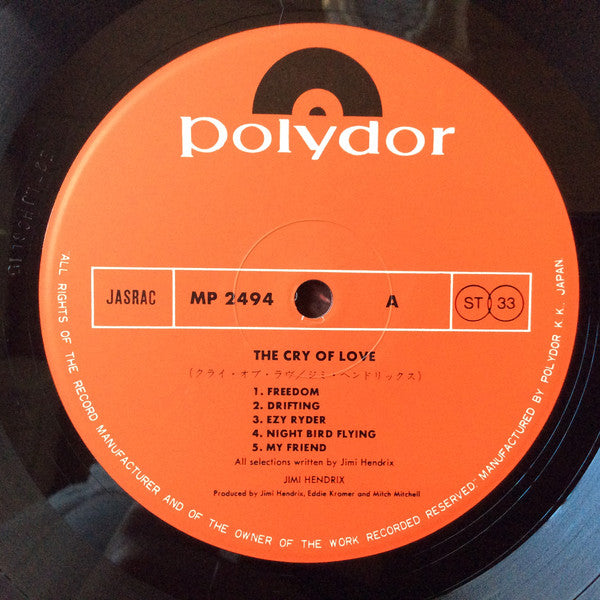 polydor
JASRAC
MP 2494
A
ST 33
THE CRY OF LOVE
(クライ・オブ・ラヴ/ジミ・ヘンドリックス)
1. FREEDOM
2. DRIFTING
3. EZY RYDER
4. NIGHT BIRD FLYING
5. MY FRIEND
All selections written by Jimi Hendrix
JIMI HENDRIX
Produced by Jimi Hendrix, Eddie Kramer and Mitch Mitchell
ALL RIGHTS OF THE RECORD MANUFACTURER AND OF THE OWNER OF THE WORK RECORDED RESERVED: MANUFACTURED BY POLYDOR K.K., JAPAN.